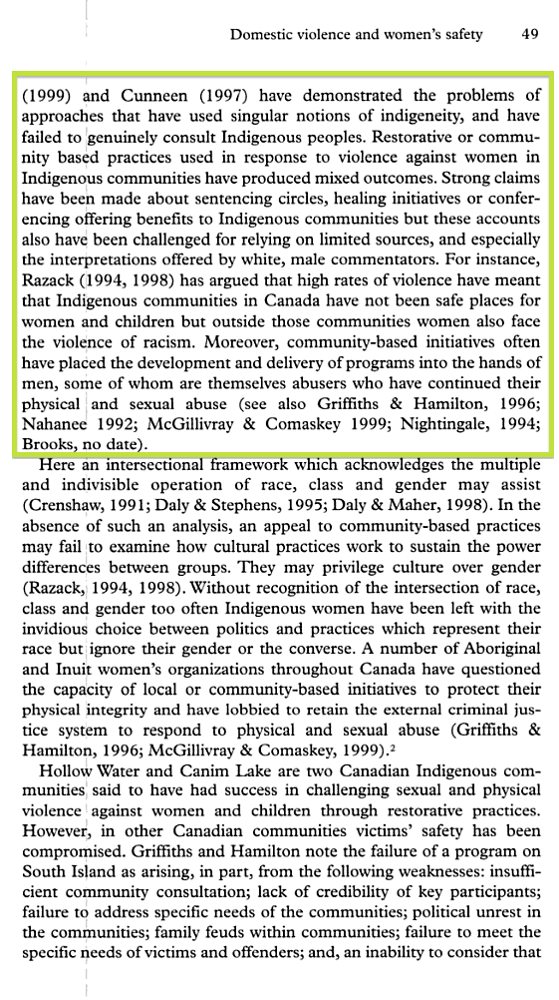 Domestic violence and women's safety 49
(1999) and Cunneen (1997) have demonstrated the problems of
approaches that have used singular notions of indigeneity, and have
failed to genuinely consult Indigenous peoples. Restorative or commu-
nity based practices used in response to violence against women in
Indigenous communities have produced mixed outcomes. Strong claims
have been made about sentencing circles, healing initiatives or confer-
encing offering benefits to Indigenous communities but these accounts
also have been challenged for relying on limited sources, and especially
the interpretations offered by white, male commentators. For instance,
Razack (1994, 1998) has argued that high rates of violence have meant
that Indigenous communities in Canada have not been safe places for
women and children but outside those communities women also face
the violence of racism. Moreover, community-based initiatives often
have placed the development and delivery of programs into the hands of
men, some of whom are themselves abusers who have continued their
physical and sexual abuse (see also Griffiths & Hamilton, 1996;
Nahanee 1992; McGillivray & Comaskey 1999; Nightingale, 1994;
Brooks, no date).
Here an intersectional framework which acknowledges the multiple
and indivisible operation of race, class and gender may assist
(Crenshaw, 1991; Daly & Stephens, 1995; Daly & Maher, 1998). In the
absence of such an analysis, an appeal to community-based practices
may fail to examine how cultural practices work to sustain the power
differences between groups. They may privilege culture over gender
(Razack, 1994, 1998). Without recognition of the intersection of race,
class and gender too often Indigenous women have been left with the
invidious choice between politics and practices which represent their
race but ignore their gender or the converse. A number of Aboriginal
and Inuit women's organizations throughout Canada have questioned
the capacity of local or community-based initiatives to protect their
physical integrity and have lobbied to retain the external criminal jus-
tice system to respond to physical and sexual abuse (Griffiths &
Hamilton, 1996; McGillivray & Comaskey, 1999).²
Hollow Water and Canim Lake are two Canadian Indigenous com-
munities said to have had success in challenging sexual and physical
violence against women and children through restorative practices.
However, in other Canadian communities victims' safety has been
compromised. Griffiths and Hamilton note the failure of a program on
South Island as arising, in part, from the following weaknesses: insuffi-
cient community consultation; lack of credibility of key participants;
failure to address specific needs of the communities; political unrest in
the communities; family feuds within communities; failure to meet the
specific needs of victims and offenders; and, an inability to consider that